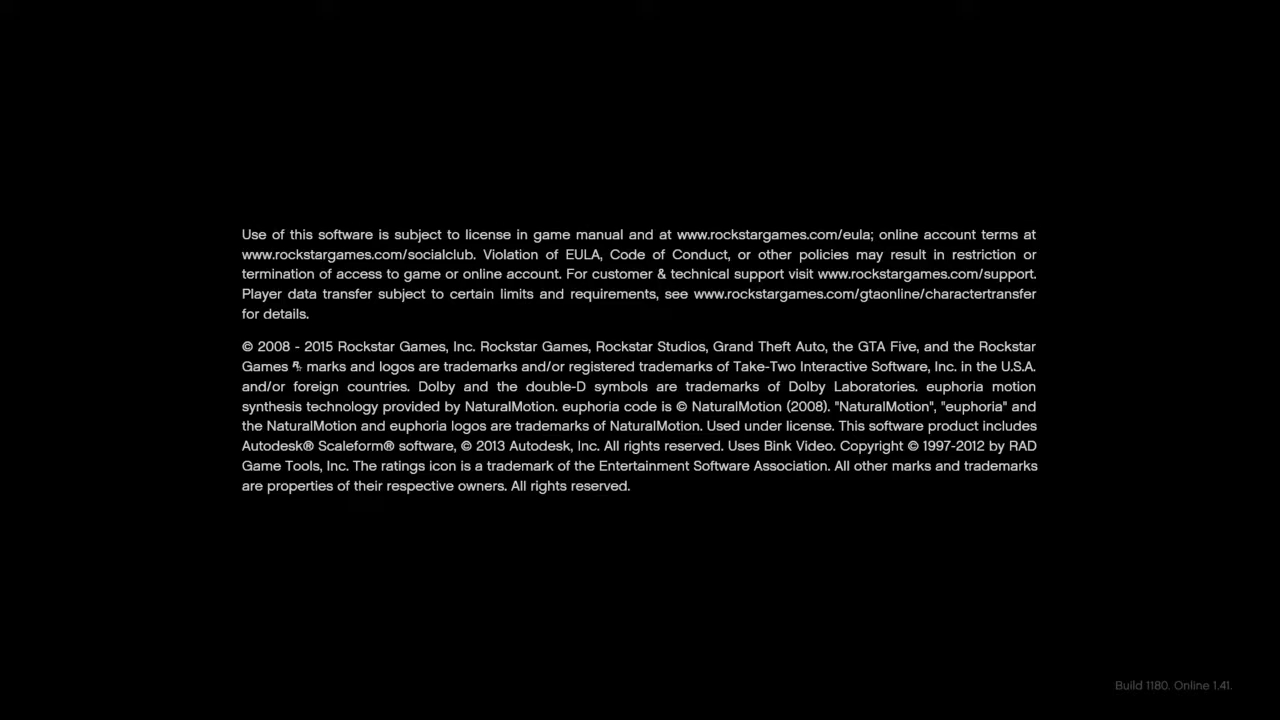 Use of this software is subject to license in game manual and at www.rockstargames.com/eula; online account terms at
www.rockstargames.com/socialclub. Violation of EULA, Code of Conduct, or other policies may result in restriction or
termination of access to game or online account. For customer & technical support visit www.rockstargames.com/support.
Player data transfer subject to certain limits and requirements, see www.rockstargames.com/gtaonline/charactertransfer
for details.
© 2008 - 2015 Rockstar Games, Inc. Rockstar Games, Rockstar Studios, Grand Theft Auto, the GTA Five, and the Rockstar
Games R* marks and logos are trademarks and/or registered trademarks of Take-Two Interactive Software, Inc. in the U.S.A.
and/or foreign countries. Dolby and the double-D symbols are trademarks of Dolby Laboratories. euphoria motion
synthesis technology provided by NaturalMotion. euphoria code is © NaturalMotion (2008). "NaturalMotion", "euphoria" and
the NaturalMotion and euphoria logos are trademarks of NaturalMotion. Used under license. This software product includes
Autodesk® Scaleform® software, © 2013 Autodesk, Inc. All rights reserved. Uses Bink Video. Copyright © 1997-2012 by RAD
Game Tools, Inc. The ratings icon is a trademark of the Entertainment Software Association. All other marks and trademarks
are properties of their respective owners. All rights reserved.
Build 1180. Online 1.41.